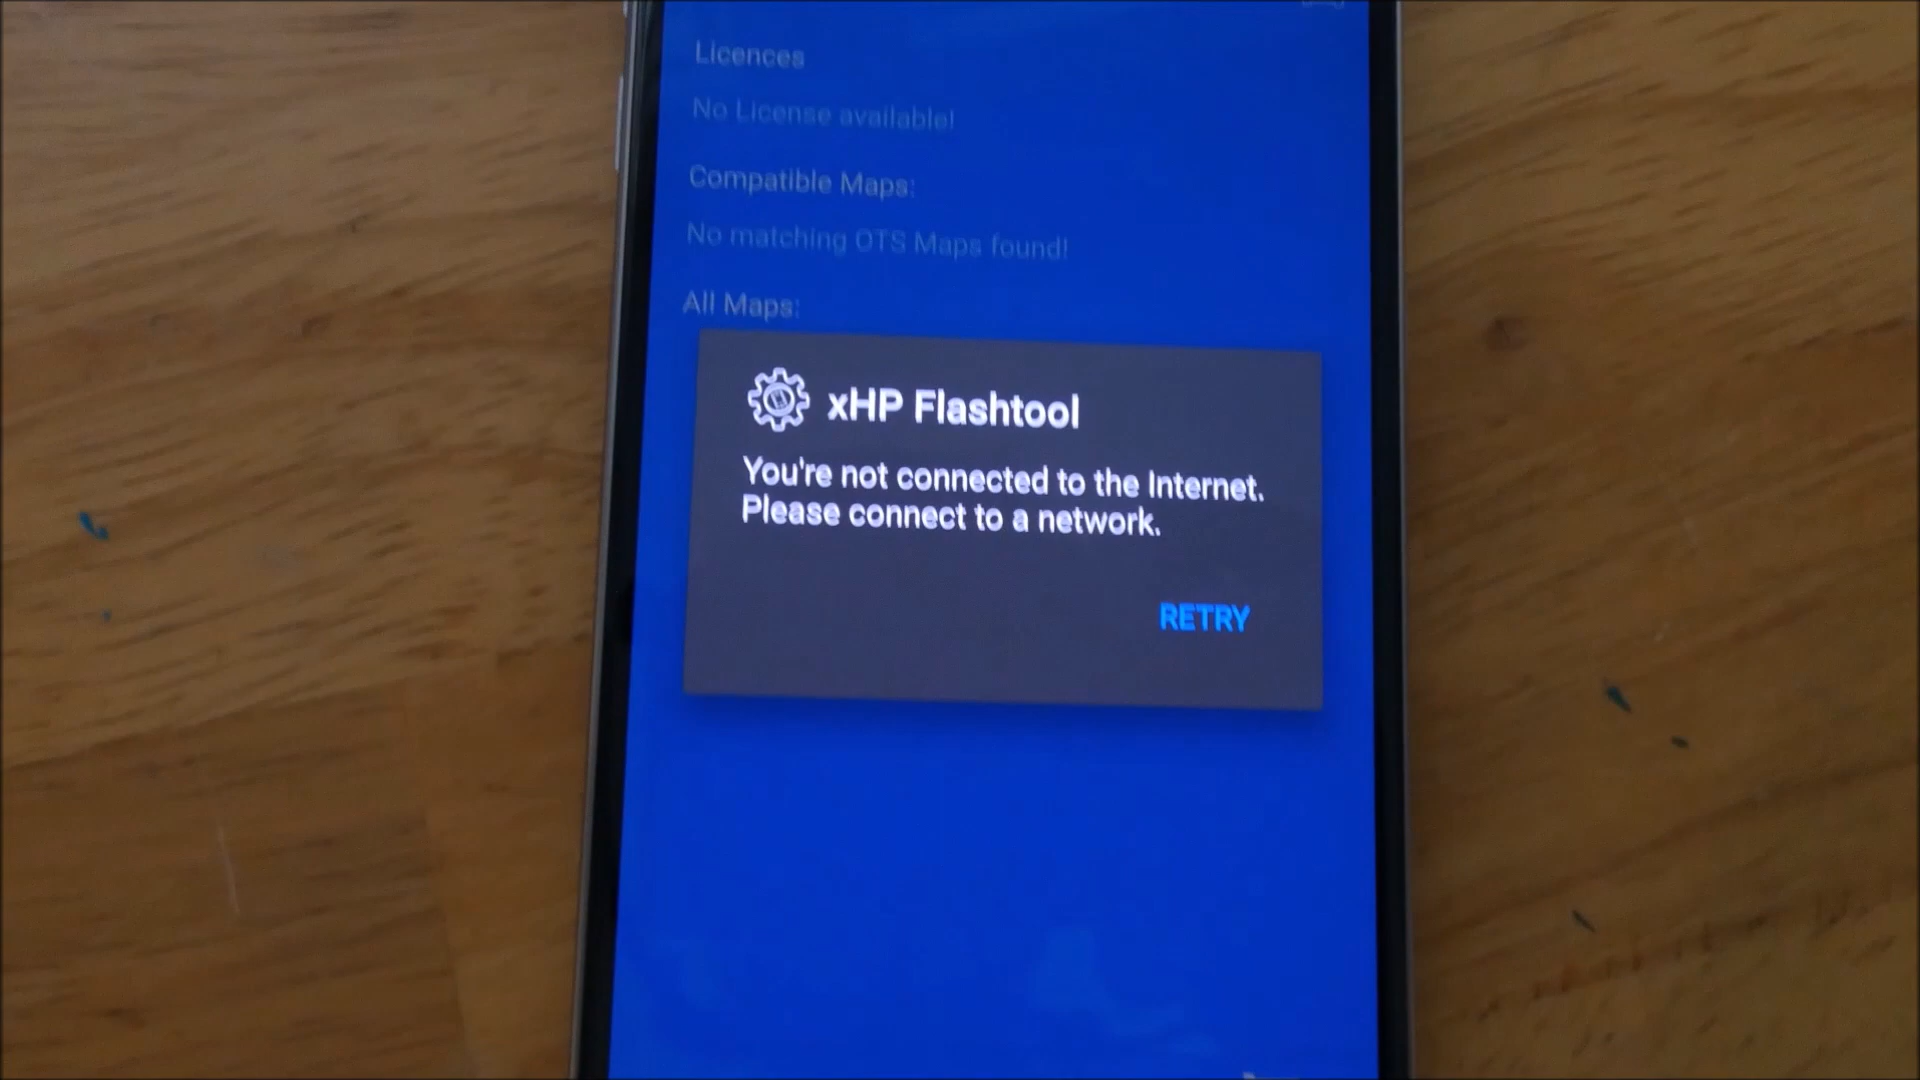 Licences
No License available!
Compatible Maps:
No matching OTS Maps found!
All Maps:
xHP Flashtool
You're not connected to the Internet.
Please connect to a network.
RETRY